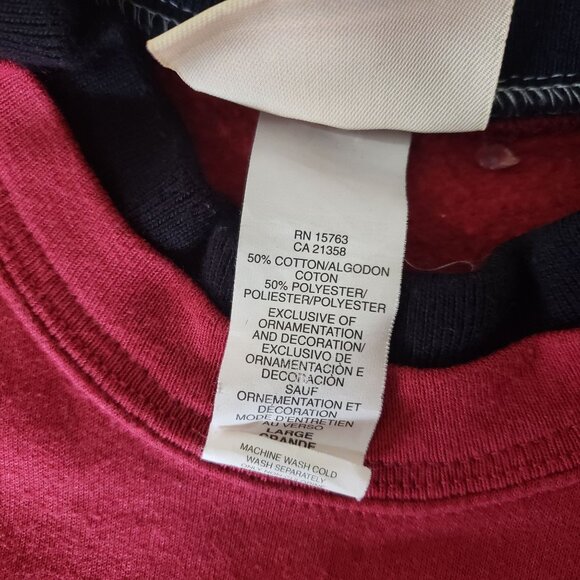 RN 15763
CA 21358
50% COTTON/ALGODON
COTON
50% POLYESTER/
POLIESTER/POLYESTER
EXCLUSIVE OF
ORNAMENTATION
AND DECORATION/
EXCLUSIVO DE
ORNAMENTACIÓN E
DECORACIÓN
SAUF
ORNEMENTATION ET
DÉCORATION
MODE D'ENTRETIEN
AU VERSO
LARGE
GRANDE
MACHINE WASH COLD
WASH SEPARATELY